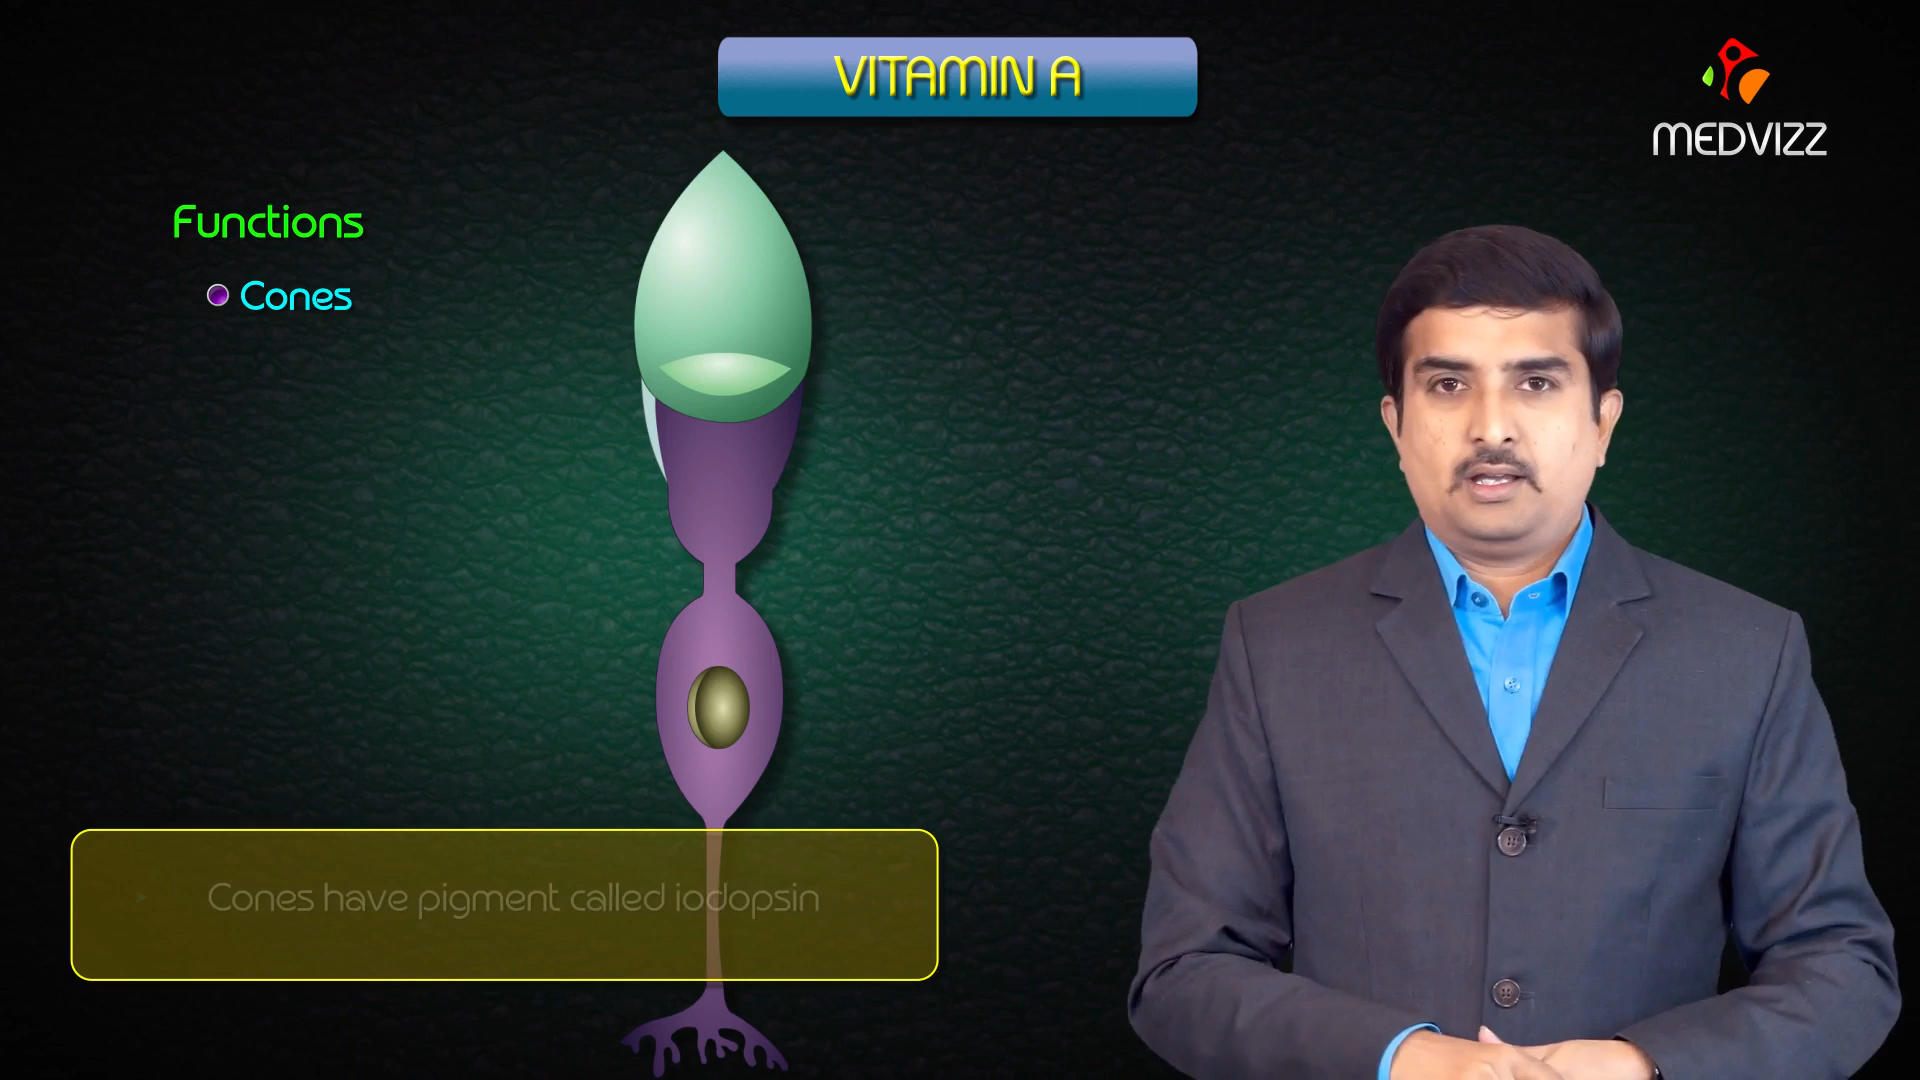 VITAMIN A
MEDVIZZ
Functions
Cones
Cones have pigment called iodopsin